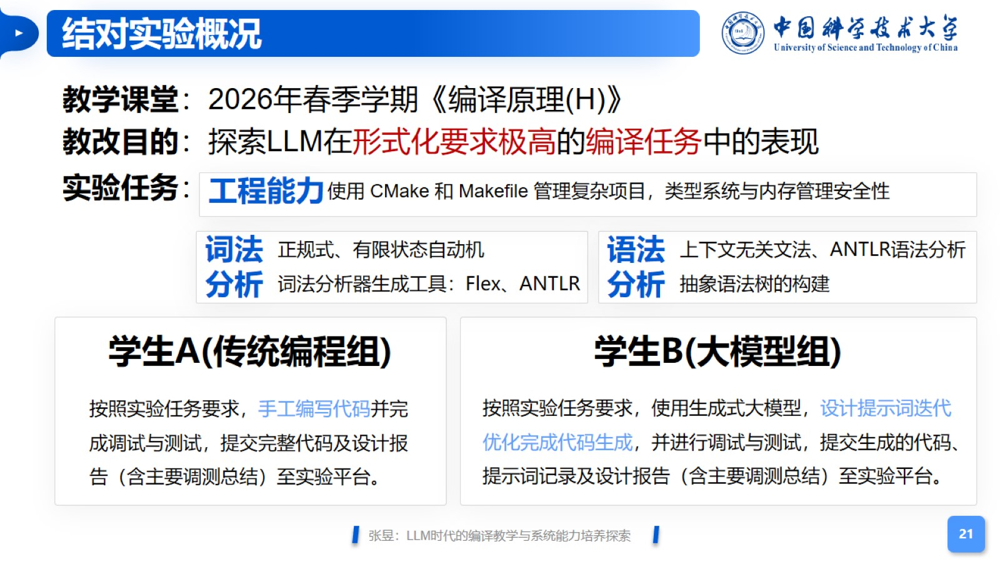 结对实验概况
中国科学技术大学
University of Science and Technology of China
教学课堂：2026年春季学期《编译原理(H)》
教改目的：探索LLM在形式化要求极高的编译任务中的表现
实验任务：
工程能力 使用 CMake 和 Makefile 管理复杂项目，类型系统与内存管理安全性
词法分析
正规式、有限状态自动机
词法分析器生成工具：Flex、ANTLR
语法分析
上下文无关文法、ANTLR语法分析
抽象语法树的构建
学生A(传统编程组)
按照实验任务要求，手工编写代码并完
成调试与测试，提交完整代码及设计报
告（含主要调测总结）至实验平台。
学生B(大模型组)
按照实验任务要求，使用生成式大模型，设计提示词迭代
优化完成代码生成，并进行调试与测试，提交生成的代码、
提示词记录及设计报告（含主要调测总结）至实验平台。
张昱：LLM时代的编译教学与系统能力培养探索
21